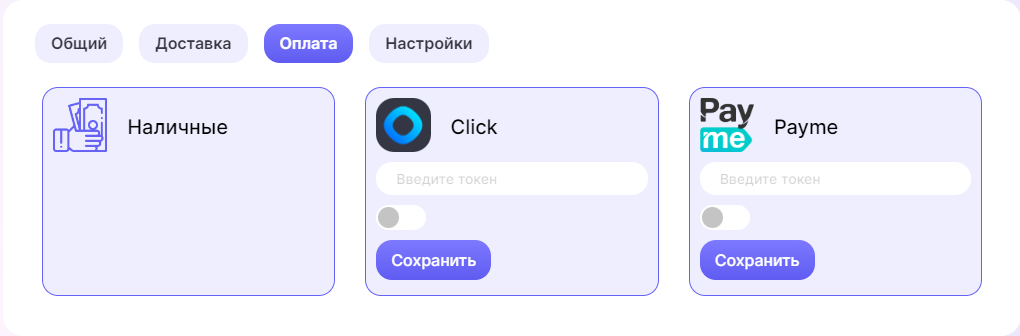 Общий Доставка Оплата Настройки
Наличные
Click
Введите токен
Сохранить
Pay
me
Payme
Введите токен
Сохранить